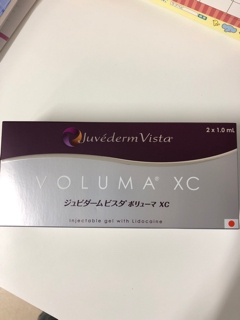 Juvéderm Vista®
2 x 1.0 mL
VOLUMA® XC
ジュビダームビスタ ボリューマ XC
Injectable gel with Lidocaine